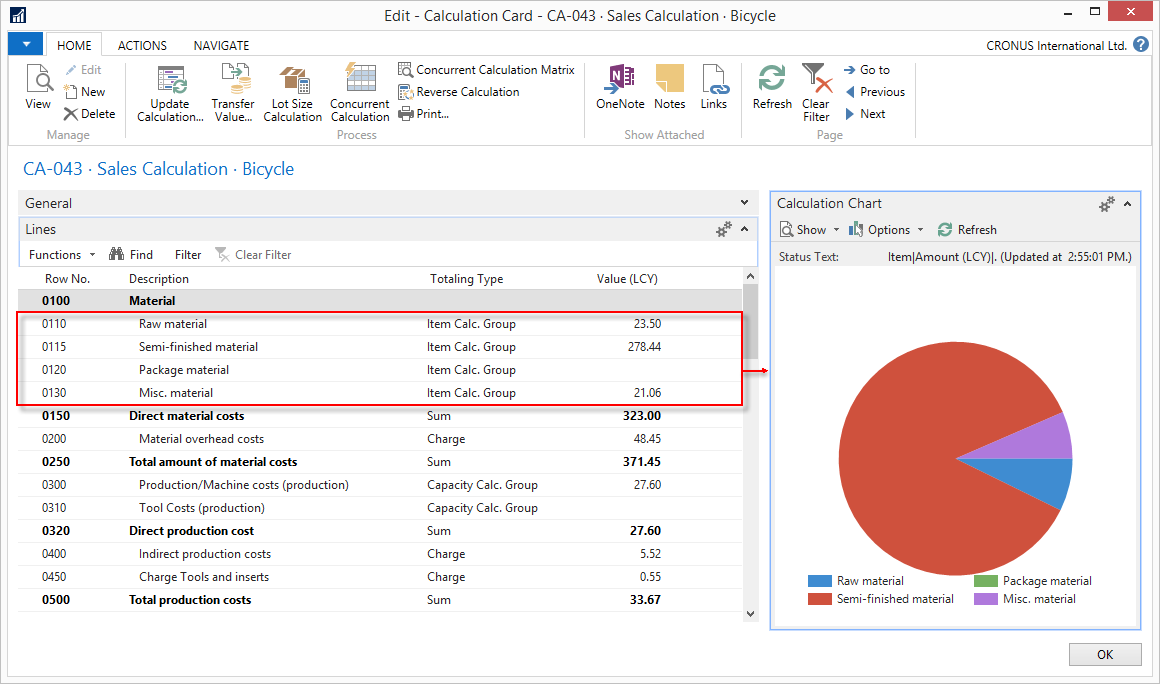 Edit - Calculation Card - CA-043 · Sales Calculation · Bicycle
HOME ACTIONS NAVIGATE CRONUS International Ltd. ?
View
Edit
New
Delete
Manage
Update Calculation...
Transfer Value...
Lot Size Calculation
Concurrent Calculation
Concurrent Calculation Matrix
Reverse Calculation
Print...
Process
OneNote
Notes
Links
Show Attached
Refresh
Clear Filter
Go to
Previous
Next
Page
CA-043 · Sales Calculation · Bicycle
General
Lines
Functions Find Filter Clear Filter
Row No. Description Totaling Type Value (LCY)
0100 Material
0110 Raw material Item Calc. Group 23.50
0115 Semi-finished material Item Calc. Group 278.44
0120 Package material Item Calc. Group
0130 Misc. material Item Calc. Group 21.06
0150 Direct material costs Sum 323.00
0200 Material overhead costs Charge 48.45
0250 Total amount of material costs Sum 371.45
0300 Production/Machine costs (production) Capacity Calc. Group 27.60
0310 Tool Costs (production) Capacity Calc. Group
0320 Direct production cost Sum 27.60
0400 Indirect production costs Charge 5.52
0450 Charge Tools and inserts Charge 0.55
0500 Total production costs Sum 33.67
Calculation Chart
Show Options Refresh
Status Text: Item|Amount (LCY)|. (Updated at 2:55:01 PM.)
Raw material Package material
Semi-finished material Misc. material
OK